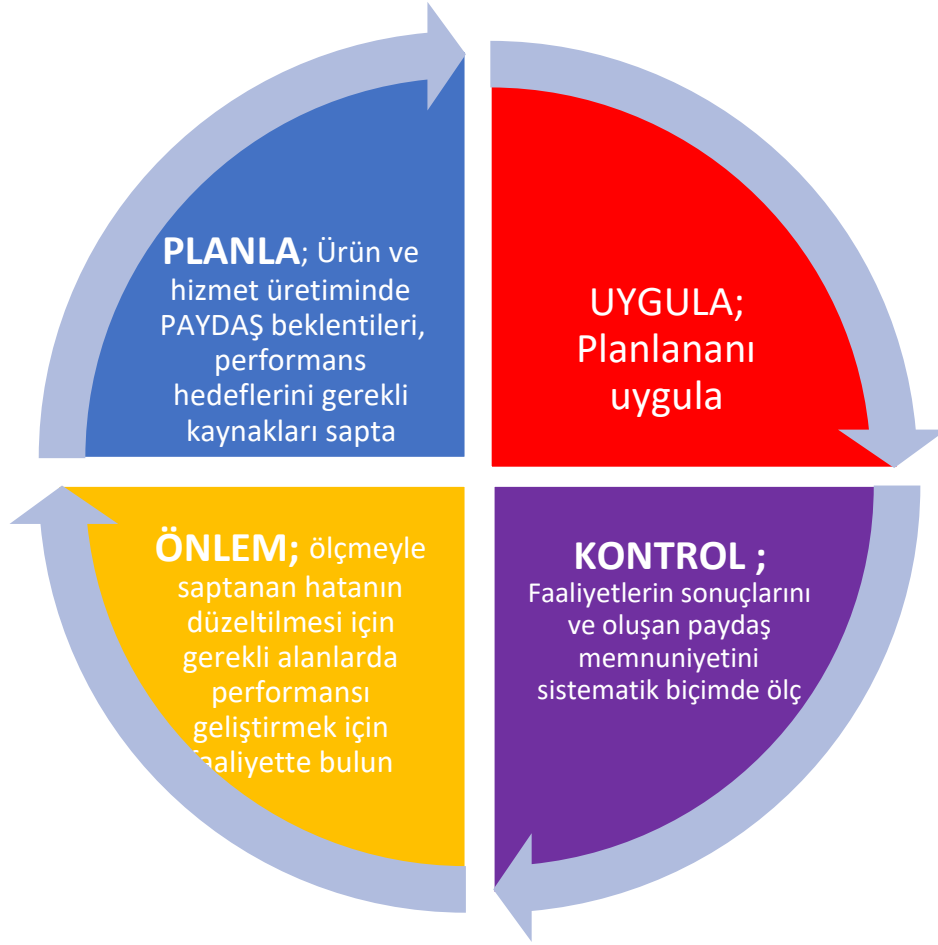 PLANLA; Ürün ve
hizmet üretiminde
PAYDAŞ beklentileri,
performans
hedeflerini gerekli
kaynakları sapta
UYGULA;
Planlananı
uygula
KONTROL ;
Faaliyetlerin sonuçlarını
ve oluşan paydaş
memnuniyetini
sistematik biçimde ölç
ÖNLEM; ölçmeyle
saptanan hatanın
düzeltilmesi için
gerekli alanlarda
performansı
geliştirmek için
faaliyette bulun